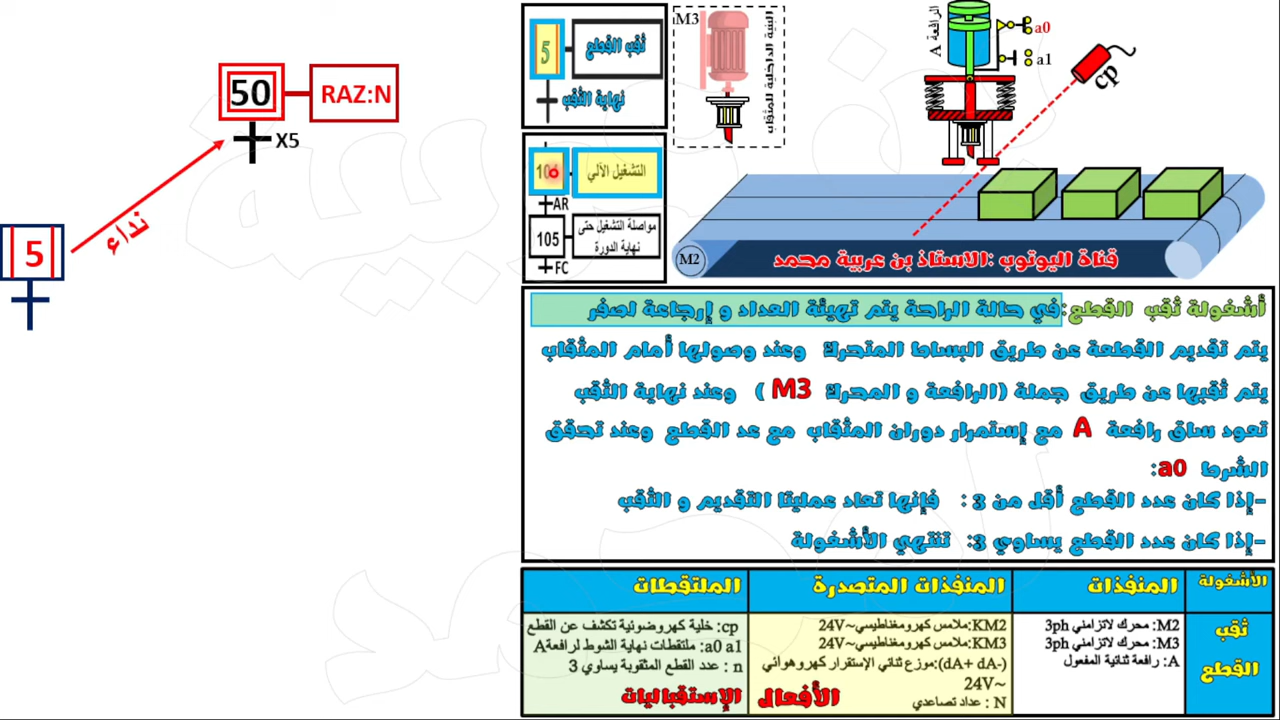 50
RAZ:N
X5
نداء
5
5
ثقب القطع
نهاية الثقب
M3
البنية الداخلية للمثقاب
الرافعة A
a0
a1
cp
التشغيل الآلي
AR
105
مواصلة التشغيل حتى
نهاية الدورة
FC
M2
قناة اليوتوب :الاستاذ بن عربية محمد
أشغولة ثقب القطع :في حالة الراحة يتم تهيئة العداد و إرجاعة لصفر
يتم تقديم القطعة عن طريق البساط المتحرك وعند وصولها أمام المثقاب
يتم ثقبها عن طريق جملة (الرافعة و المحرك M3 ) وعند نهاية الثقب
تعود ساق رافعة A مع إستمرار دوران المثقاب مع عد القطع وعند تحقق
الشرط a0:
-إذا كان عدد القطع أقل من 3 : فإنها تعاد عمليتا التقديم و الثقب
-إذا كان عدد القطع يساوي 3: تنتهي الأشغولة
الأشغولة
المنفذات
المنفذات المتصدرة
الملتقطات
ثقب
القطع
M2: محرك لاتزامني 3ph
M3: محرك لاتزامني 3ph
A: رافعة ثنائية المفعول
KM2:ملامس كهرومغناطيسي~24V
KM3:ملامس كهرومغناطيسي~24V
(dA+ dA-):موزع ثنائي الإستقرار كهروهوائي
24V~
N : عداد تصاعدي
الأفعال
cp: خلية كهروضوئية تكشف عن القطع
a0 a1: ملتقطات نهاية الشوط لرافعةA
n : عدد القطع المثقوبة يساوي 3
الإستقباليات